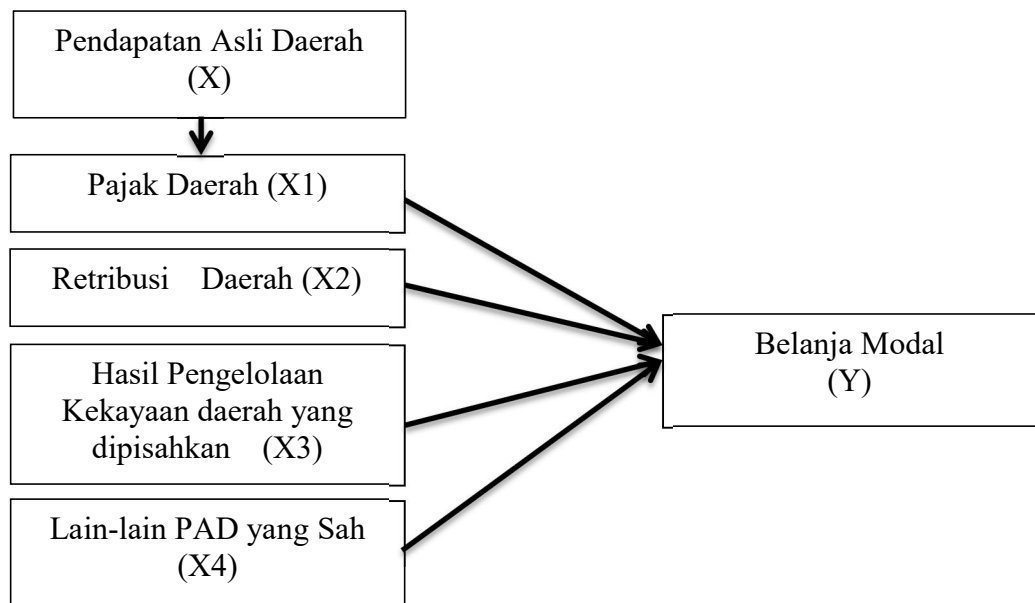 Pendapatan Asli Daerah
(X)
Pajak Daerah (X1)
Retribusi Daerah (X2)
Hasil Pengelolaan
Kekayaan daerah yang
dipisahkan (X3)
Lain-lain PAD yang Sah
(X4)
Belanja Modal
(Y)